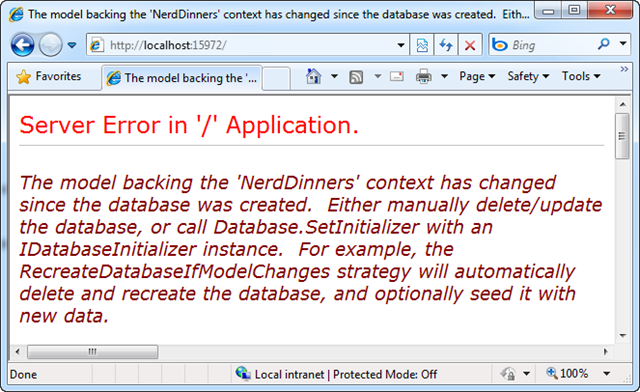 The model backing the 'NerdDinners' context has changed since the database was created.  Eith...
http://localhost:15972/
Bing
Favorites
The model backing the '...
Page
Safety
Tools
Server Error in '/' Application.
The model backing the 'NerdDinners' context has changed
since the database was created.  Either manually delete/update
the database, or call Database.SetInitializer with an
IDatabaseInitializer instance.  For example, the
RecreateDatabaseIfModelChanges strategy will automatically
delete and recreate the database, and optionally seed it with
new data.
Done
Local intranet | Protected Mode: Off
100%